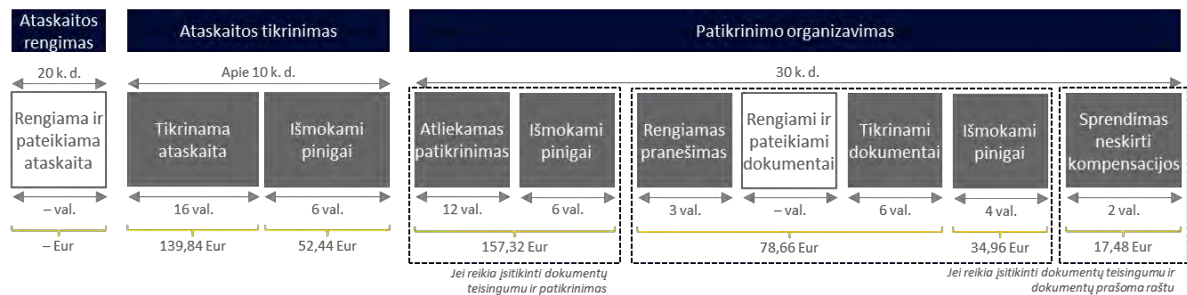 Ataskaitos
rengimas
Ataskaitos tikrinimas
Patikrinimo organizavimas
20 k. d.
Apie 10 k. d.
30 k. d.
Rengiama ir
pateikiama
ataskaita
Tikrinama
ataskaita
Išmokami
pinigai
Atliekamas
patikrinimas
Išmokami
pinigai
Rengiamas
pranešimas
Rengiami ir
pateikiami
dokumentai
Tikrinami
dokumentai
Išmokami
pinigai
Sprendimas
neskirti
kompensacijos
– val.
16 val.
6 val.
12 val.
6 val.
3 val.
– val.
6 val.
4 val.
2 val.
– Eur
139,84 Eur
52,44 Eur
157,32 Eur
78,66 Eur
34,96 Eur
17,48 Eur
Jei reikia įsitikinti dokumentų
teisingumu ir patikrinimas
Jei reikia įsitikinti dokumentų teisingumu ir
dokumentų prašoma raštu